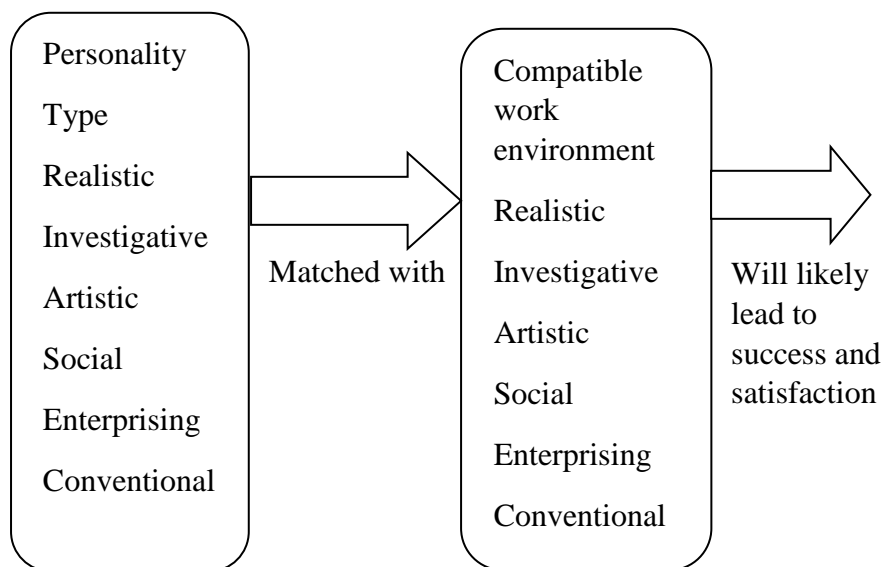 Personality
Type
Realistic
Investigative
Artistic
Social
Enterprising
Conventional
Matched with
Compatible
work
environment
Realistic
Investigative
Artistic
Social
Enterprising
Conventional
Will likely
lead to
success and
satisfaction